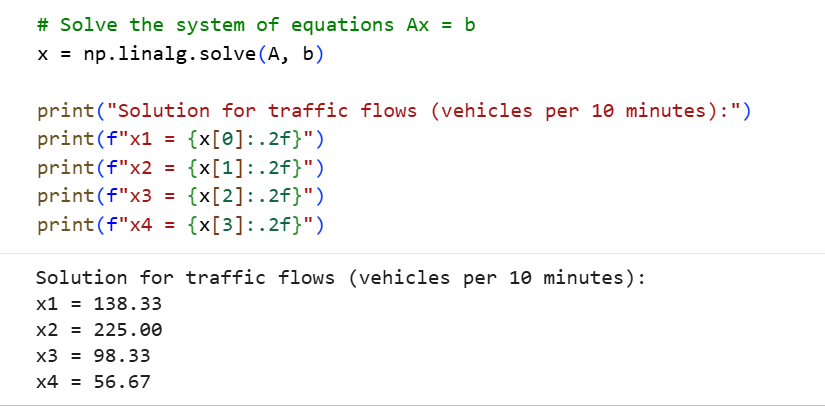 # Solve the system of equations Ax = b
x = np.linalg.solve(A, b)
print("Solution for traffic flows (vehicles per 10 minutes):")
print(f"x1 = {x[0]:.2f}")
print(f"x2 = {x[1]:.2f}")
print(f"x3 = {x[2]:.2f}")
print(f"x4 = {x[3]:.2f}")
Solution for traffic flows (vehicles per 10 minutes):
x1 = 138.33
x2 = 225.00
x3 = 98.33
x4 = 56.67